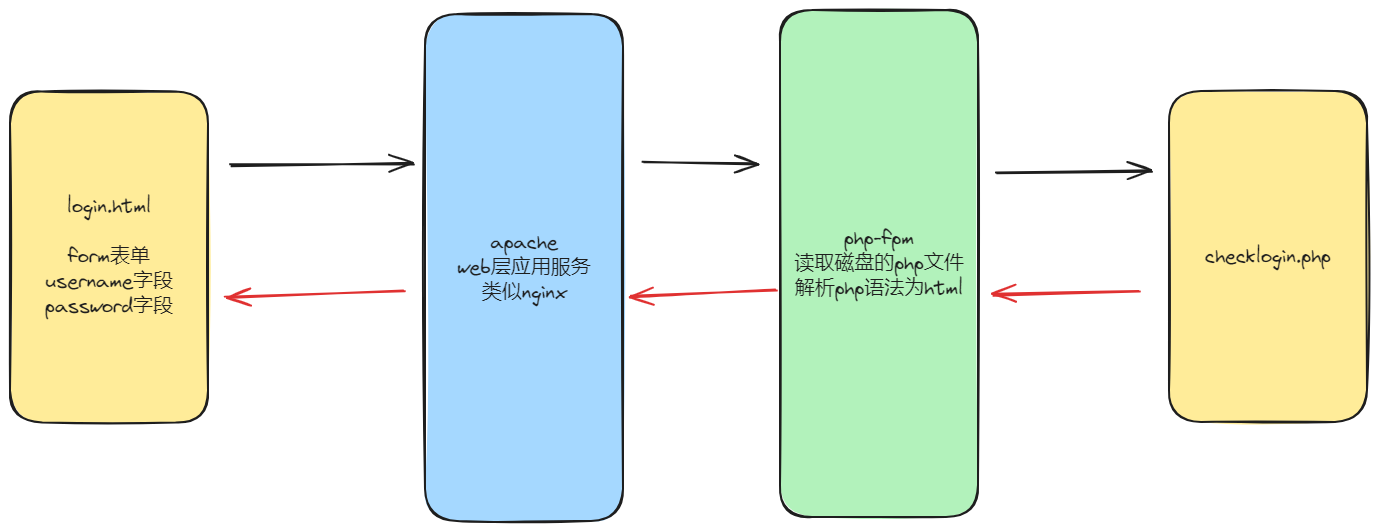 login.html
form表单
username字段
password字段
apache
web层应用服务
类似nginx
php-fpm
读取磁盘的php文件
解析php语法为html
checklogin.php